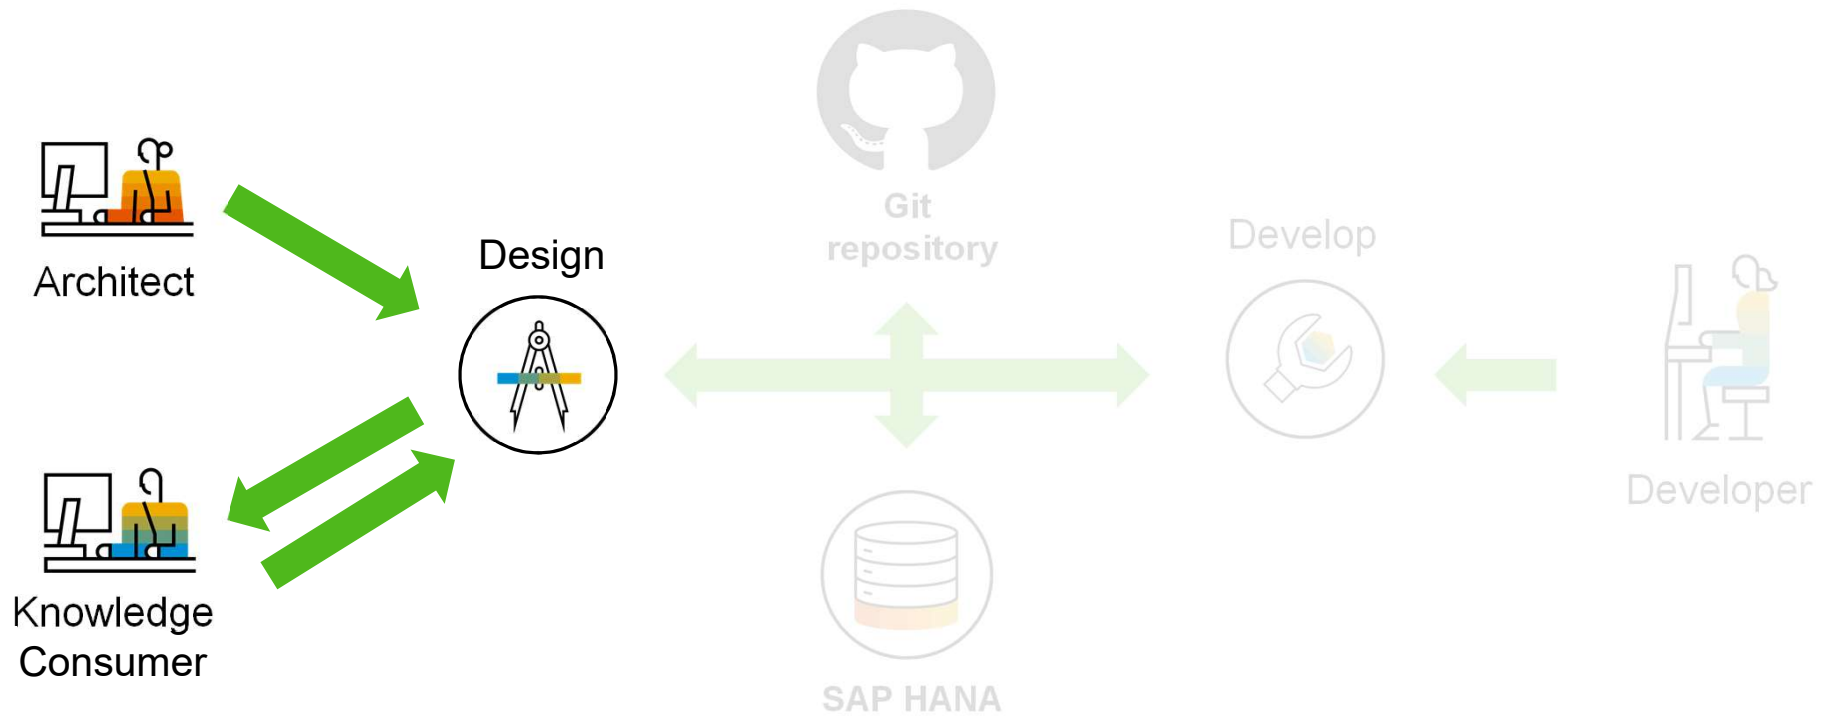 Git
repository
Develop
Design
Architect
Developer
Knowledge
Consumer
SAP HANA